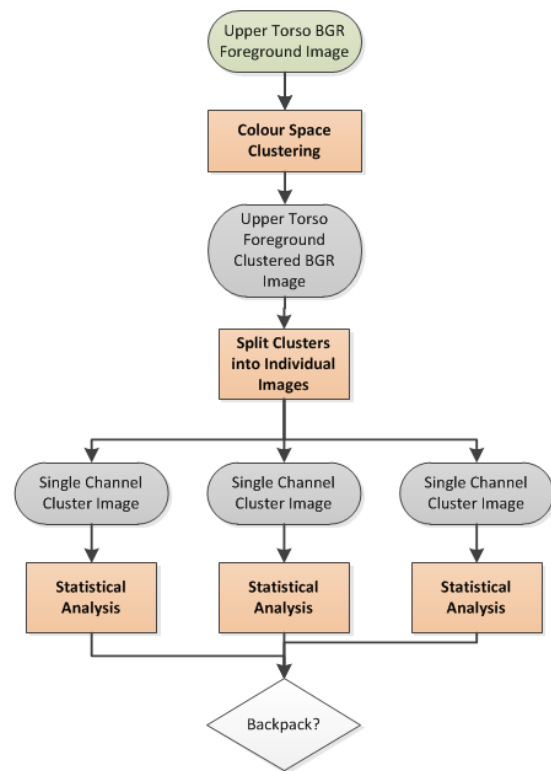 Upper Torso BGR
Foreground Image
Colour Space
Clustering
Upper Torso
Foreground
Clustered BGR
Image
Split Clusters
into Individual
Images
Single Channel
Cluster Image
Single Channel
Cluster Image
Single Channel
Cluster Image
Statistical
Analysis
Statistical
Analysis
Statistical
Analysis
Backpack?